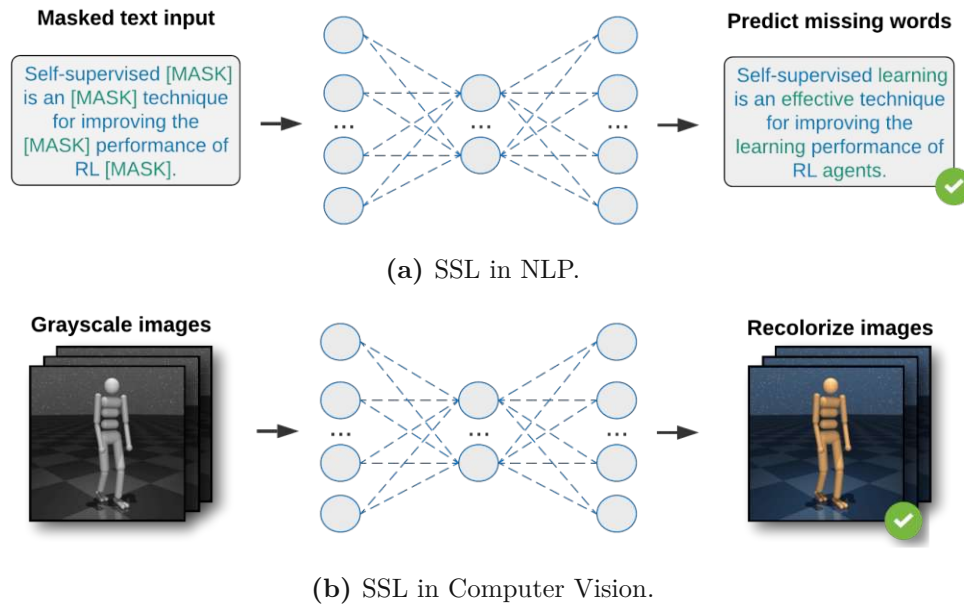 Masked text input
Predict missing words
Self-supervised [MASK]
is an [MASK] technique
for improving the
[MASK] performance of
RL [MASK].
...
...
...
Self-supervised learning
is an effective technique
for improving the
learning performance of
RL agents.
(a) SSL in NLP.
Grayscale images
Recolorize images
...
...
...
(b) SSL in Computer Vision.